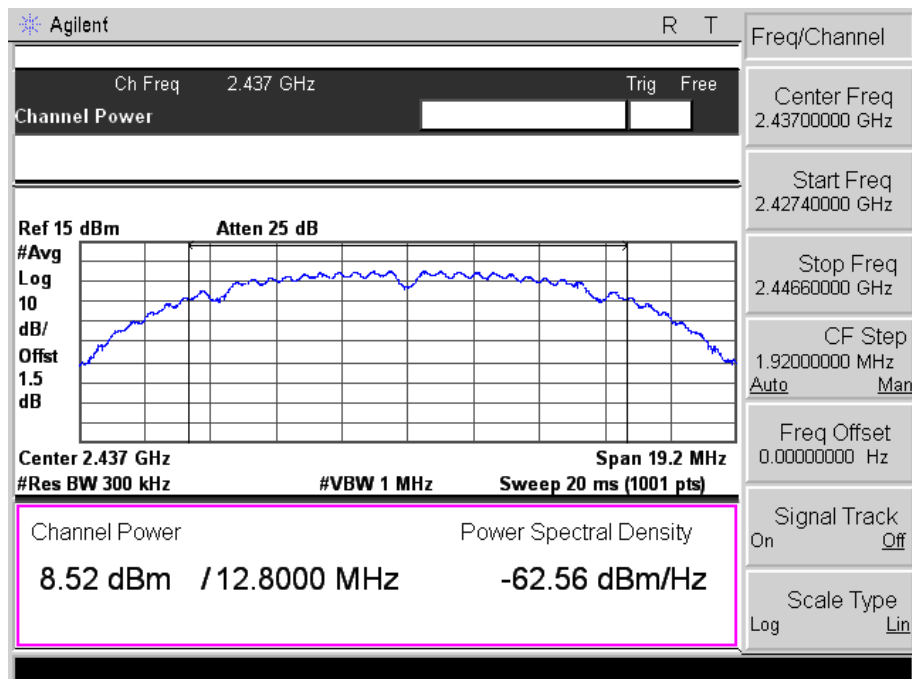 Agilent R T
Ch Freq 2.437 GHz Trig Free
Channel Power
Ref 15 dBm Atten 25 dB
#Avg
Log
10
dB/
Offst
1.5
dB
Center 2.437 GHz Span 19.2 MHz
#Res BW 300 kHz #VBW 1 MHz Sweep 20 ms (1001 pts)
Channel Power Power Spectral Density
8.52 dBm / 12.8000 MHz -62.56 dBm/Hz
Freq/Channel
Center Freq
2.43700000 GHz
Start Freq
2.42740000 GHz
Stop Freq
2.44660000 GHz
CF Step
1.92000000 MHz
Auto Man
Freq Offset
0.00000000 Hz
Signal Track
On Off
Scale Type
Log Lin